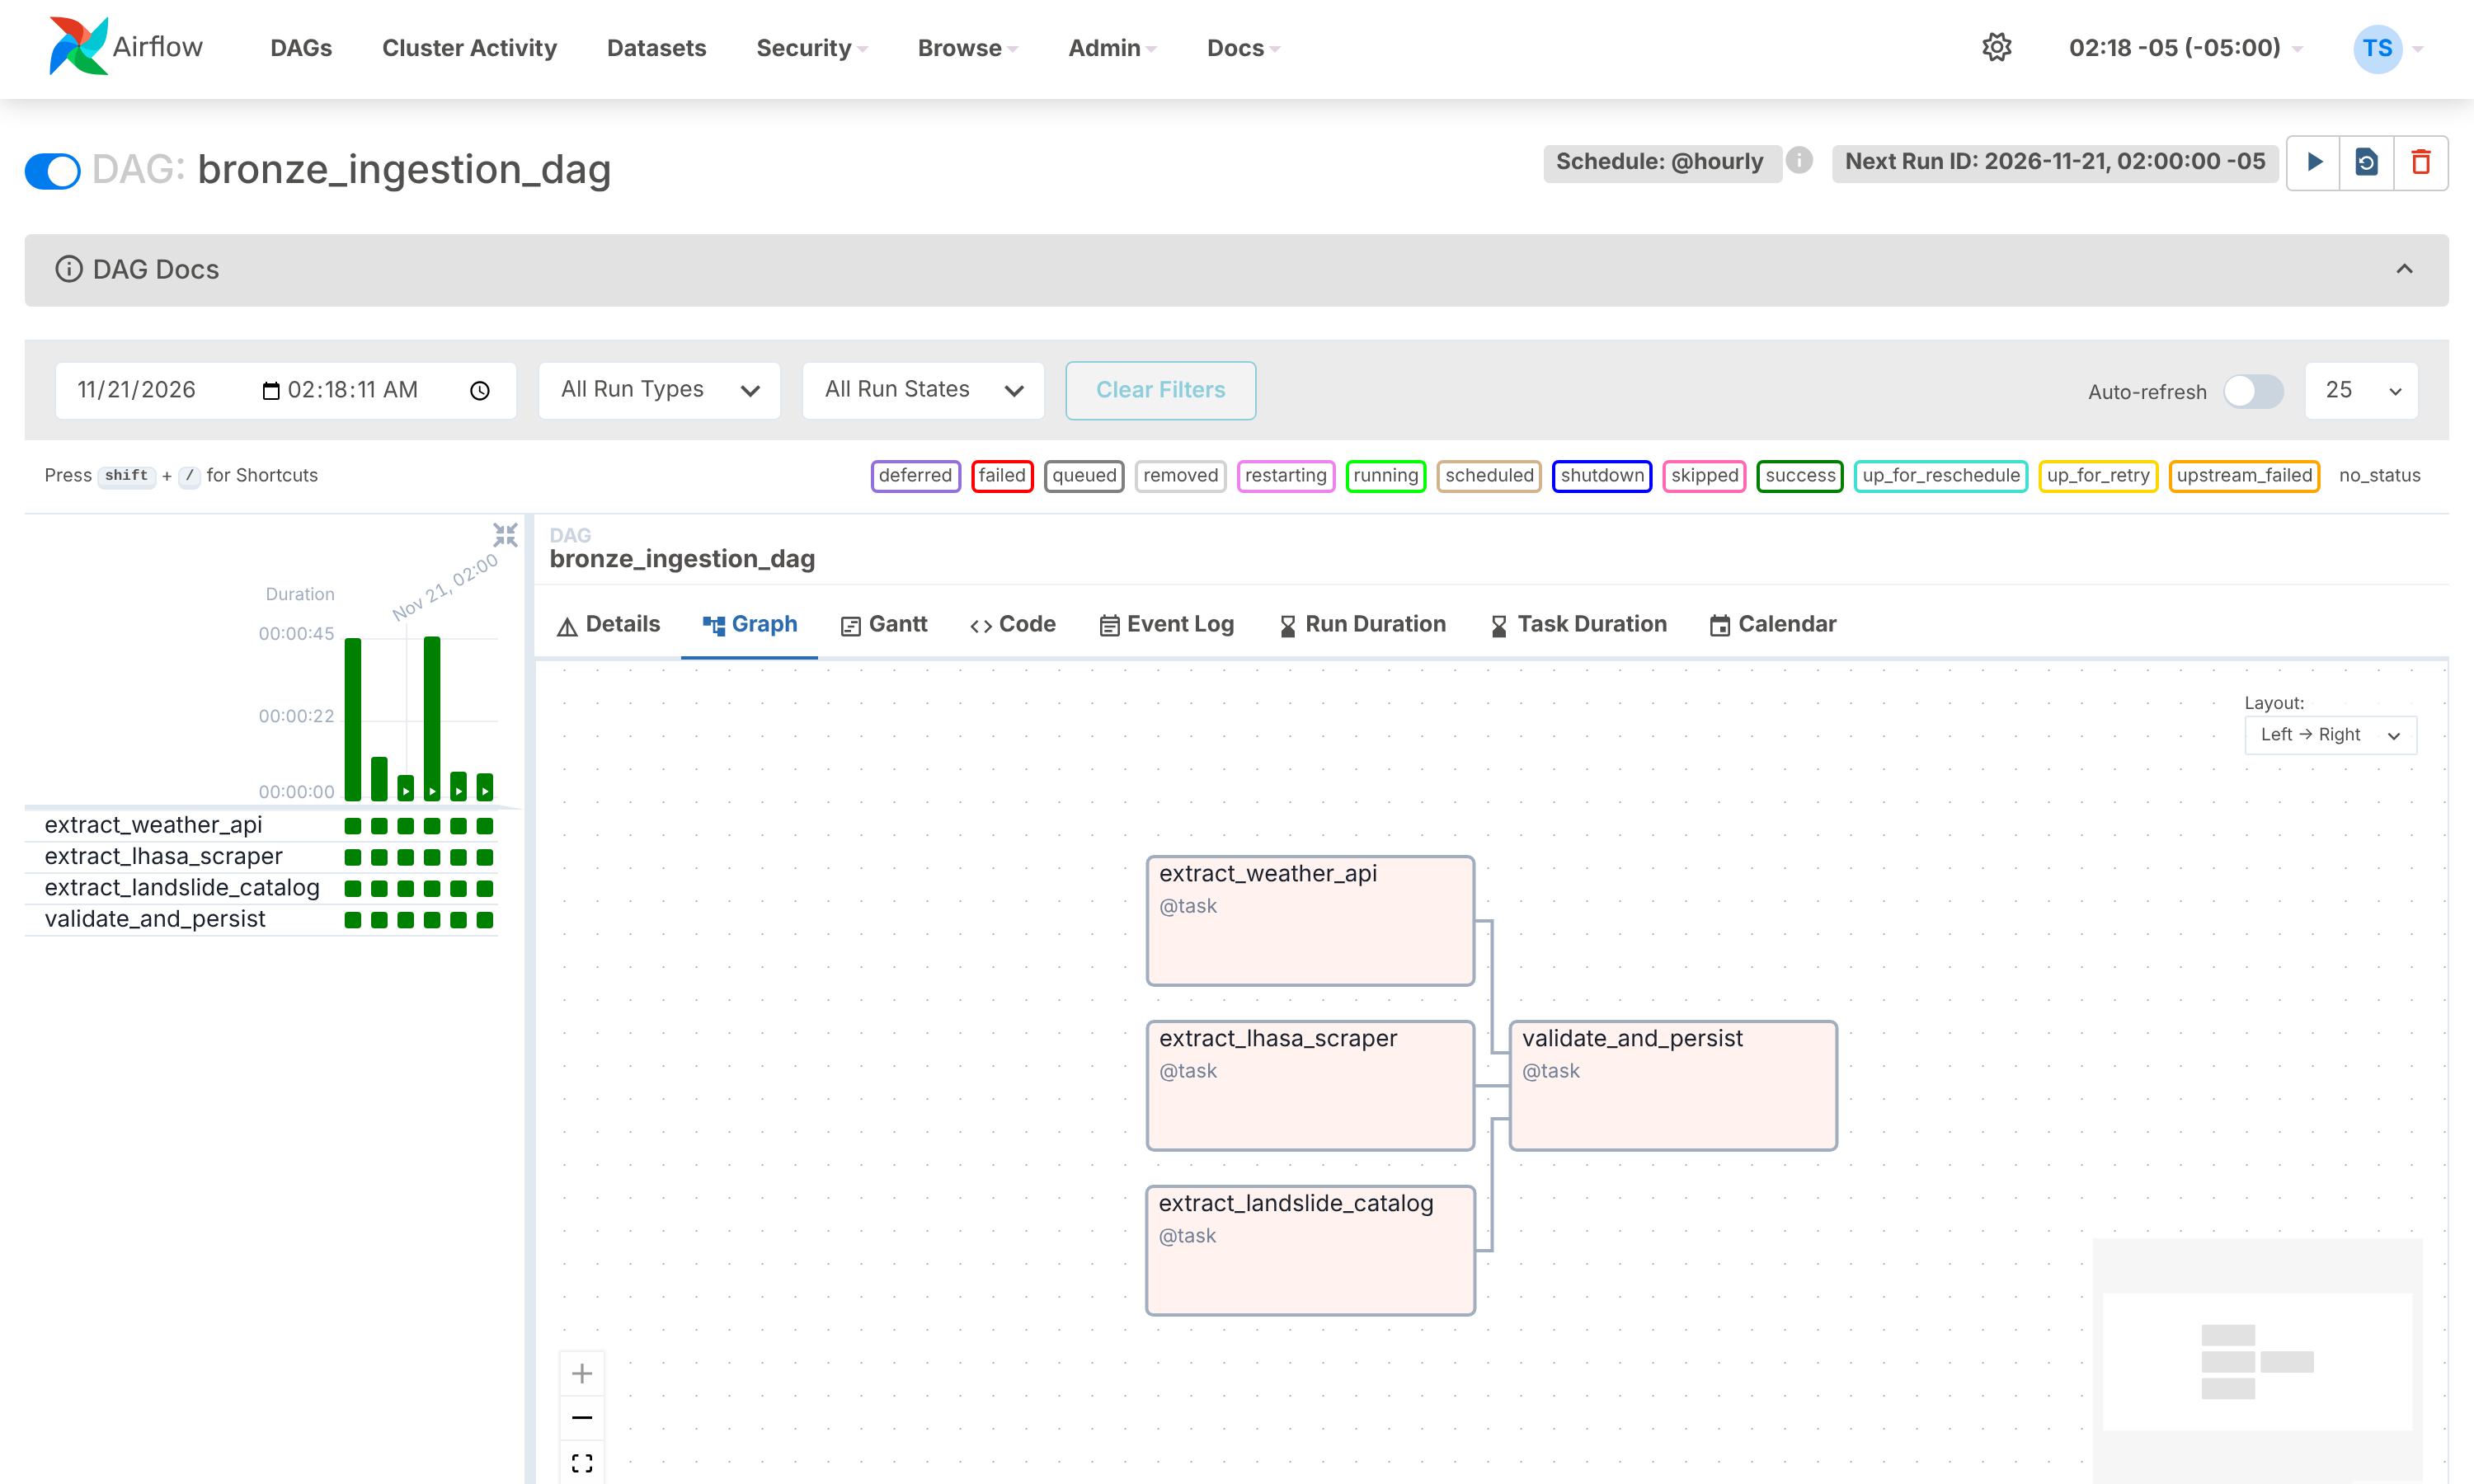 Airflow DAGs Cluster Activity Datasets Security Browse Admin Docs 02:18 -05 (-05:00) TS
DAG: bronze_ingestion_dag Schedule: @hourly Next Run ID: 2026-11-21, 02:00:00 -05
DAG Docs
11/21/2026 02:18:11 AM All Run Types All Run States Clear Filters Auto-refresh 25
Press shift + / for Shortcuts deferred failed queued removed restarting running scheduled shutdown skipped success up_for_reschedule up_for_retry upstream_failed no_status
Nov 21, 02:00
Duration
00:00:45
00:00:22
00:00:00
extract_weather_api
extract_lhasa_scraper
extract_landslide_catalog
validate_and_persist
DAG
bronze_ingestion_dag
Details Graph Gantt Code Event Log Run Duration Task Duration Calendar
Layout:
Left → Right
extract_weather_api
@task
extract_lhasa_scraper
@task
validate_and_persist
@task
extract_landslide_catalog
@task